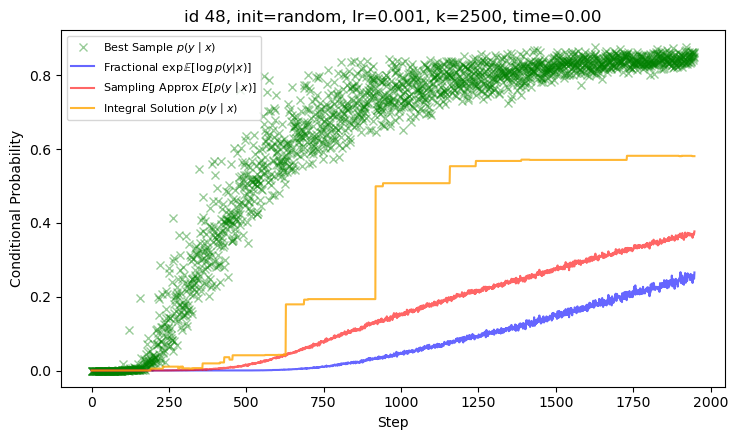 id 48, init=random, lr=0.001, k=2500, time=0.00
Best Sample p(y | x)
Fractional exp𝔼[log p(y|x)]
Sampling Approx E[p(y | x)]
Integral Solution p(y | x)
Conditional Probability
0.8
0.6
0.4
0.2
0.0
0 250 500 750 1000 1250 1500 1750 2000
Step